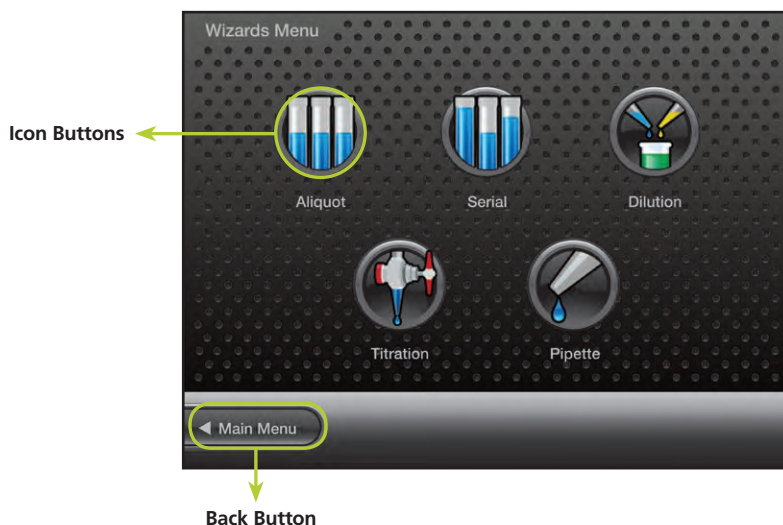 Wizards Menu
Icon Buttons
Aliquot
Serial
Dilution
Titration
Pipette
Main Menu
Back Button